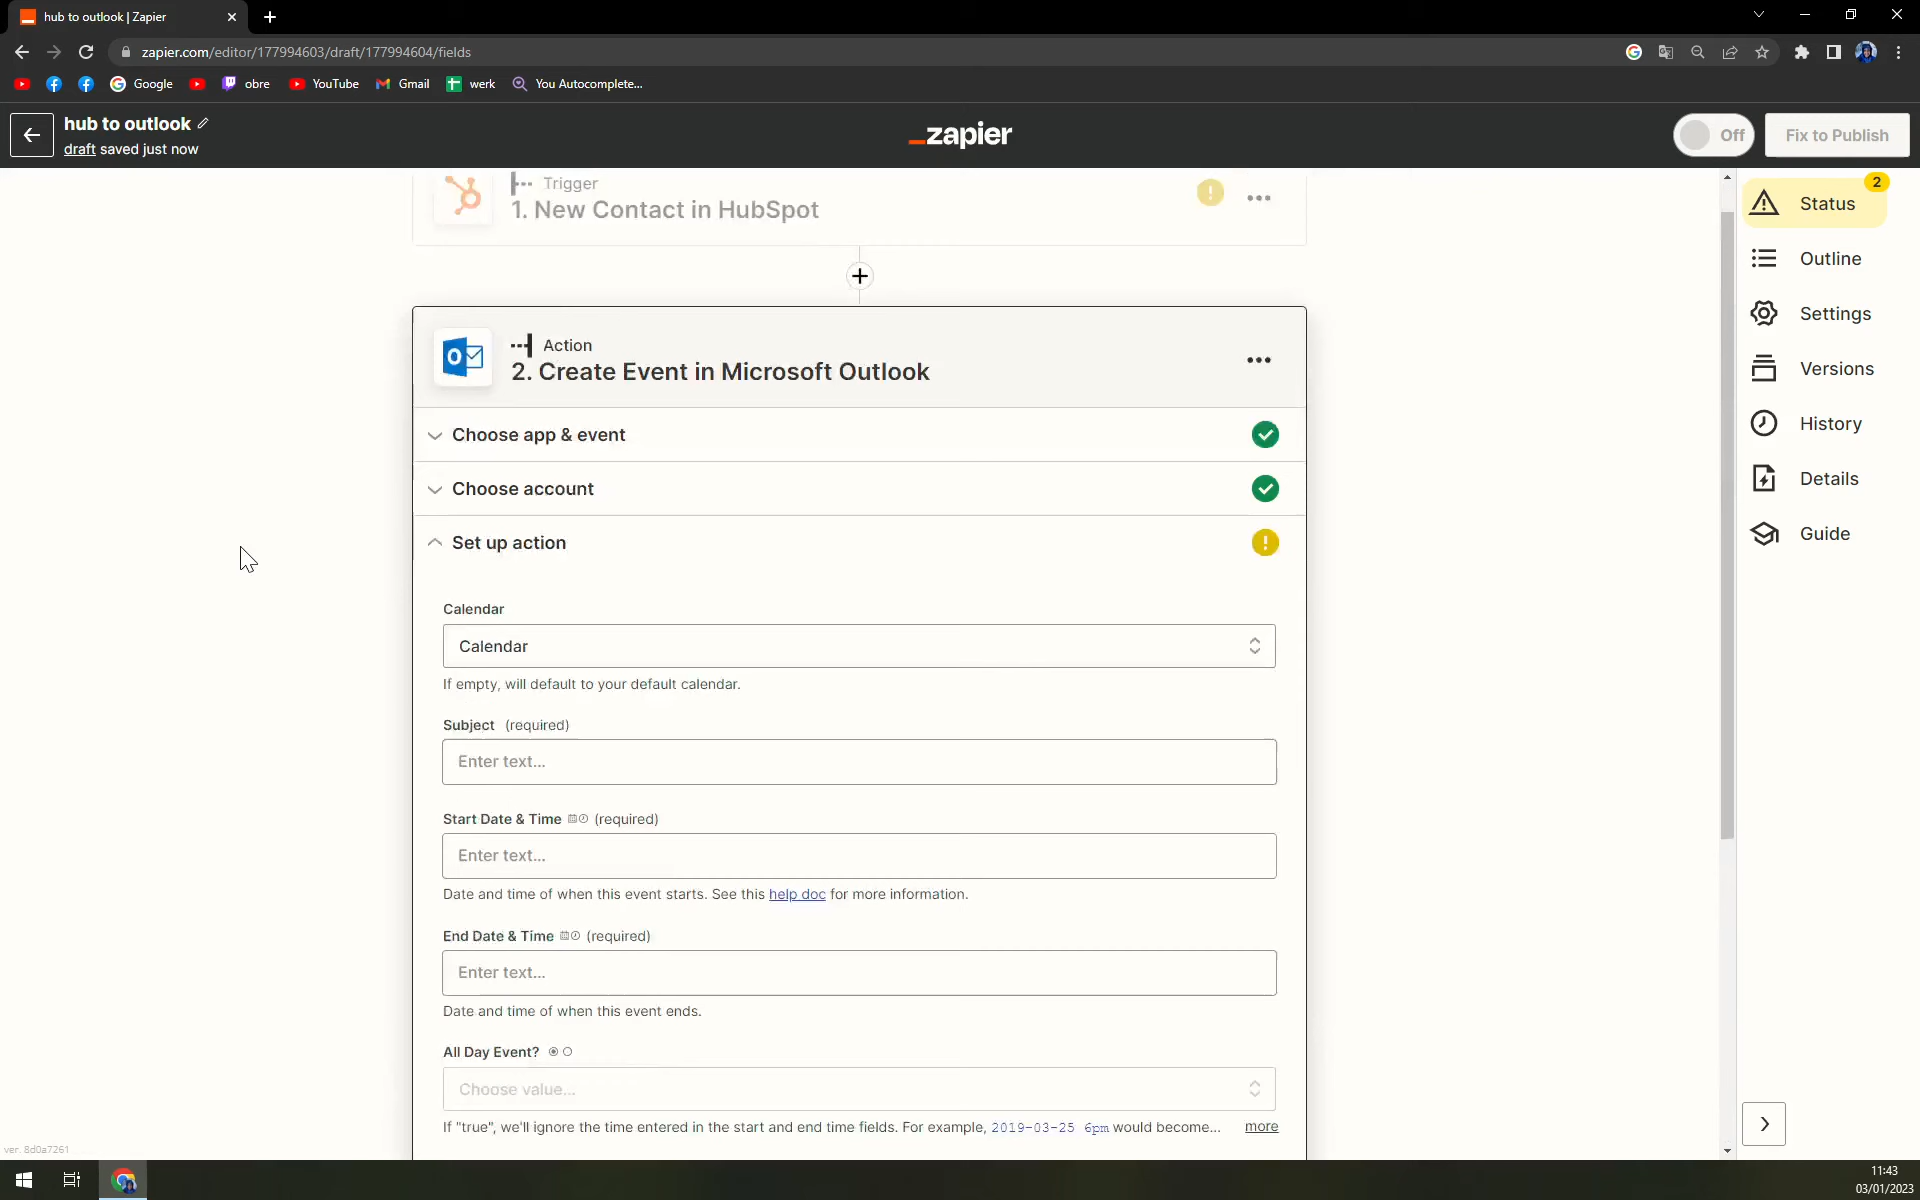 hub to outlook | Zapier
zapier.com/editor/177994603/draft/177994604/fields
Google
obre
YouTube
Gmail
werk
You Autocomplete...
hub to outlook
draft saved just now
_zapier
Off
Fix to Publish
Trigger
1. New Contact in HubSpot
Action
2. Create Event in Microsoft Outlook
Choose app & event
Choose account
Set up action
Calendar
Calendar
If empty, will default to your default calendar.
Subject (required)
Enter text...
Start Date & Time (required)
Enter text...
Date and time of when this event starts. See this help doc for more information.
End Date & Time (required)
Enter text...
Date and time of when this event ends.
All Day Event?
Choose value...
If "true", we'll ignore the time entered in the start and end time fields. For example, 2019-03-25 6pm would become... more
2
Status
Outline
Settings
Versions
History
Details
Guide
ver. 8d0a7261
11:43
03/01/2023